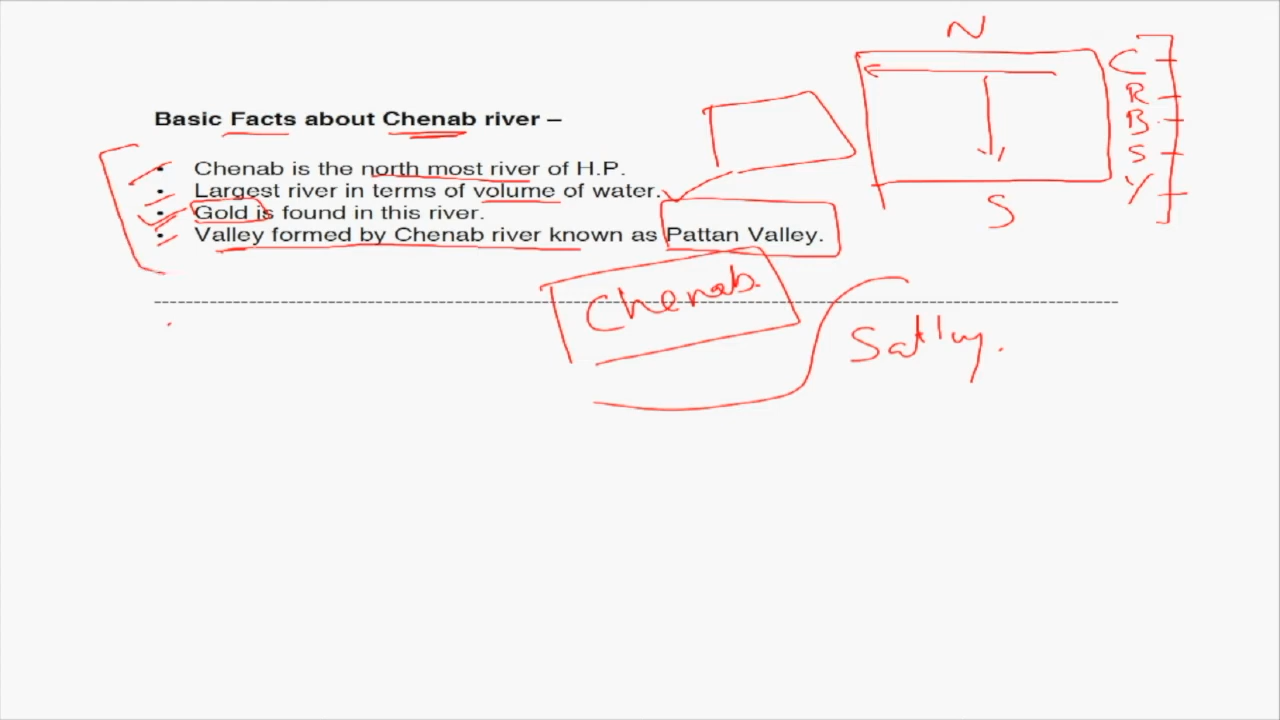 N
C
R
B
S
Y
S
Basic Facts about Chenab river –
• Chenab is the north most river of H.P.
• Largest river in terms of volume of water.
• Gold is found in this river.
• Valley formed by Chenab river known as Pattan Valley.
Chenab.
Satluj.